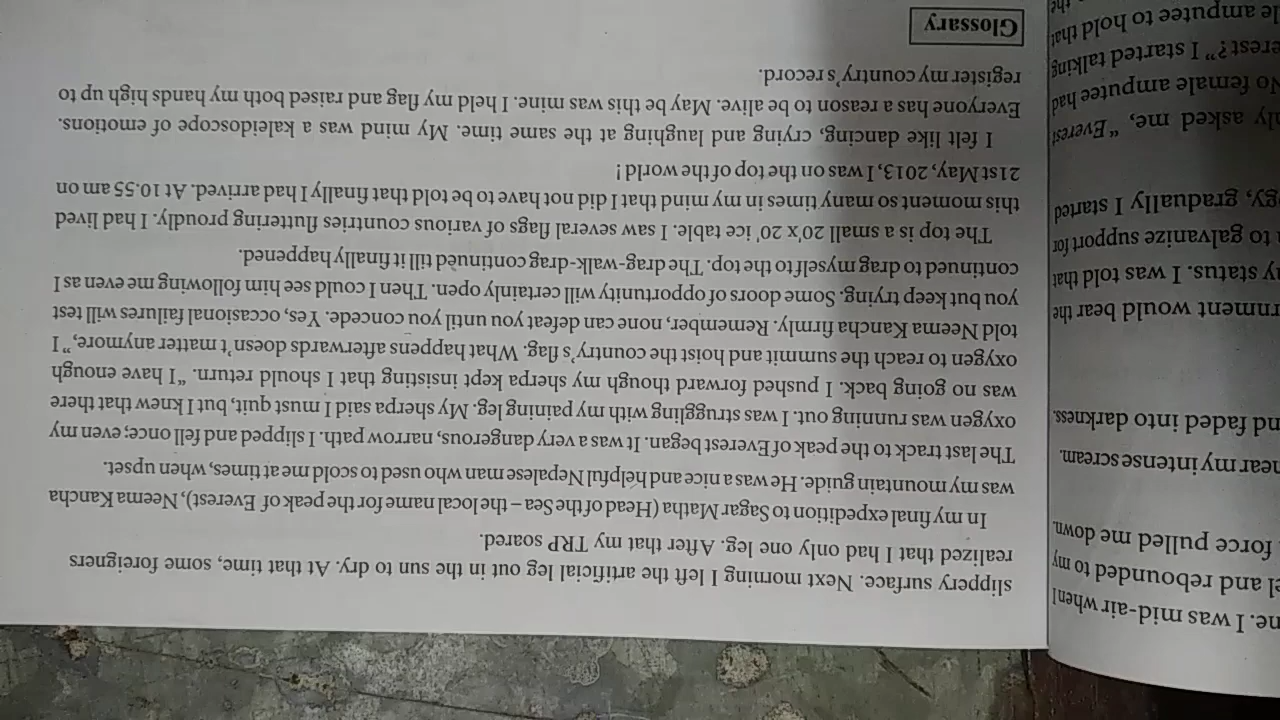 ne. I was mid-air when I
el and rebounded to my
force pulled me down.
near my intense scream.
nd faded into darkness.
rnment would bear the
y status. I was told that
to galvanize support for
gy, gradually I started
ly asked me, “Everest
No female amputee had
erest?” I started talking
le amputee to hold that
the
slippery surface. Next morning I left the artificial leg out in the sun to dry. At that time, some foreigners
realized that I had only one leg. After that my TRP soared.
In my final expedition to Sagar Matha (Head of the Sea – the local name for the peak of Everest), Neema Kancha
was my mountain guide. He was a nice and helpful Nepalese man who used to scold me at times, when upset.
The last track to the peak of Everest began. It was a very dangerous, narrow path. I slipped and fell once; even my
oxygen was running out. I was struggling with my paining leg. My sherpa said I must quit, but I knew that there
was no going back. I pushed forward though my sherpa kept insisting that I should return. “I have enough
oxygen to reach the summit and hoist the country’s flag. What happens afterwards doesn’t matter anymore,” I
told Neema Kancha firmly. Remember, none can defeat you until you concede. Yes, occasional failures will test
you but keep trying. Some doors of opportunity will certainly open. Then I could see him following me even as I
continued to drag myself to the top. The drag-walk-drag continued till it finally happened.
The top is a small 20'x 20' ice table. I saw several flags of various countries fluttering proudly. I had lived
this moment so many times in my mind that I did not have to be told that finally I had arrived. At 10.55 am on
21st May, 2013, I was on the top of the world !
I felt like dancing, crying and laughing at the same time. My mind was a kaleidoscope of emotions.
Everyone has a reason to be alive. May be this was mine. I held my flag and raised both my hands high up to
register my country’s record.
Glossary